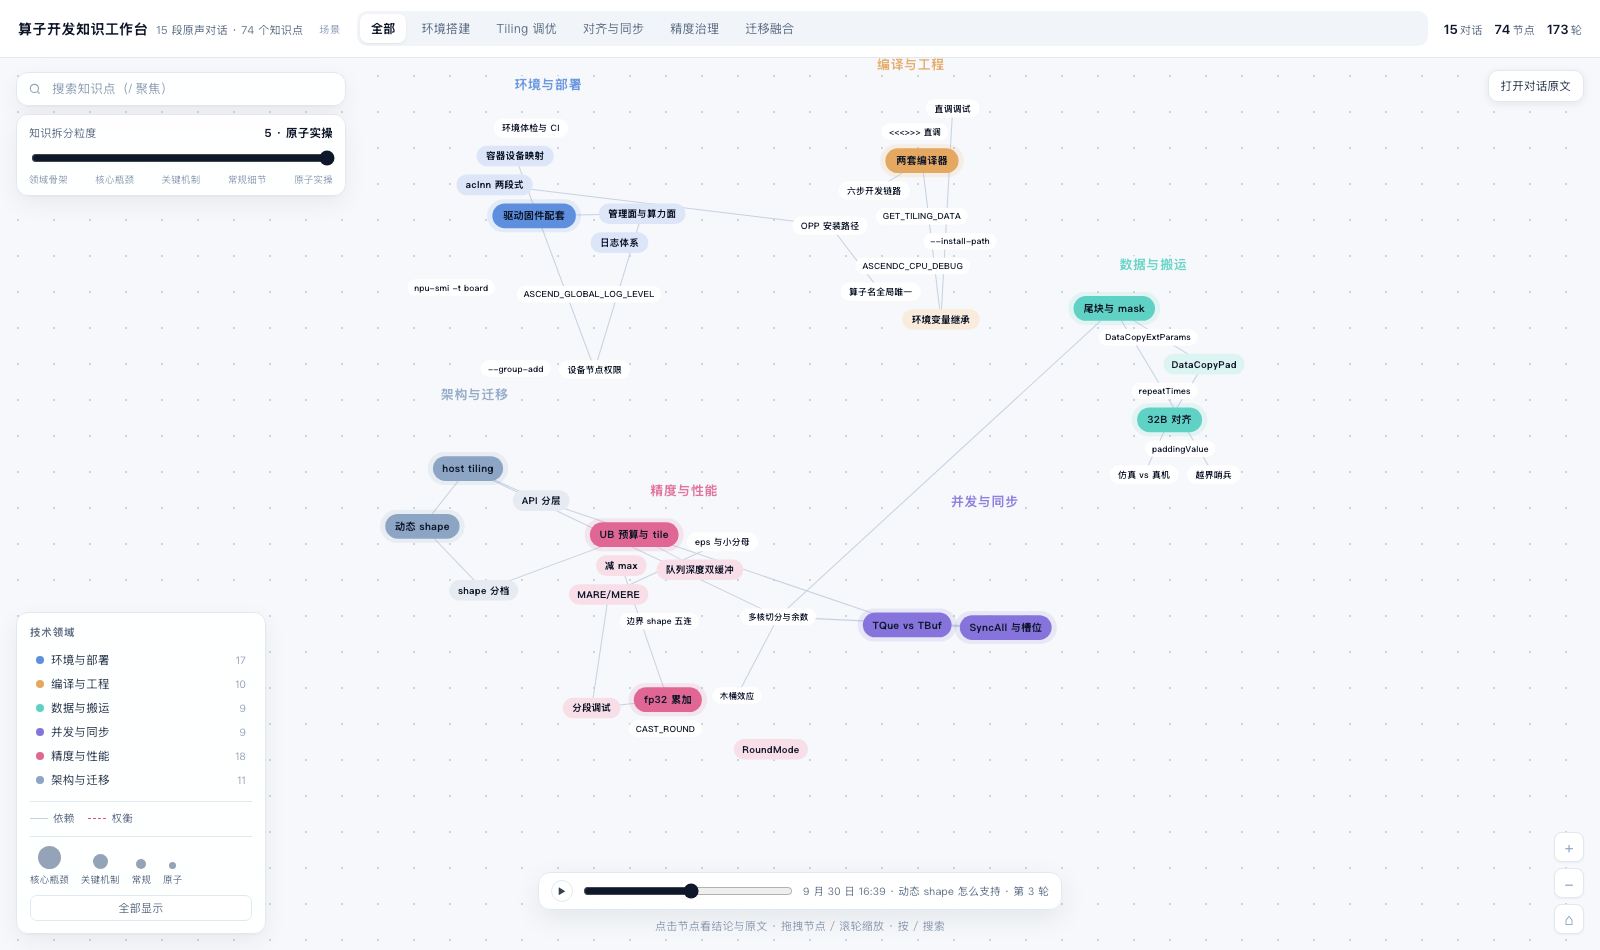 算子开发知识工作台
15 段原声对话 · 74 个知识点
场景
全部
环境搭建
Tiling 调优
对齐与同步
精度治理
迁移融合
15 对话 74 节点 173 轮
搜索知识点（/ 聚焦）
打开对话原文
知识拆分粒度
5 · 原子实操
领域骨架
核心瓶颈
关键机制
常规细节
原子实操
环境与部署
环境体检与 CI
容器设备映射
aclnn 两段式
驱动固件配套
管理面与算力面
日志体系
npu-smi -t board
ASCEND_GLOBAL_LOG_LEVEL
--group-add
设备节点权限
编译与工程
直调调试
<<<>>> 直调
两套编译器
六步开发链路
GET_TILING_DATA
OPP 安装路径
--install-path
ASCENDC_CPU_DEBUG
算子名全局唯一
环境变量继承
数据与搬运
尾块与 mask
DataCopyExtParams
DataCopyPad
repeatTimes
32B 对齐
paddingValue
仿真 vs 真机
越界哨兵
架构与迁移
host tiling
API 分层
动态 shape
shape 分档
精度与性能
UB 预算与 tile
eps 与小分母
减 max
队列深度双缓冲
MARE/MERE
边界 shape 五连
多核切分与余数
分段调试
fp32 累加
木桶效应
CAST_ROUND
RoundMode
并发与同步
TQue vs TBuf
SyncAll 与槽位
技术领域
环境与部署 17
编译与工程 10
数据与搬运 9
并发与同步 9
精度与性能 18
架构与迁移 11
依赖
权衡
核心瓶颈
关键机制
常规
原子
全部显示
9 月 30 日 16:39 · 动态 shape 怎么支持 · 第 3 轮
点击节点看结论与原文 · 拖拽节点 / 滚轮缩放 · 按 / 搜索
+
−
⌂